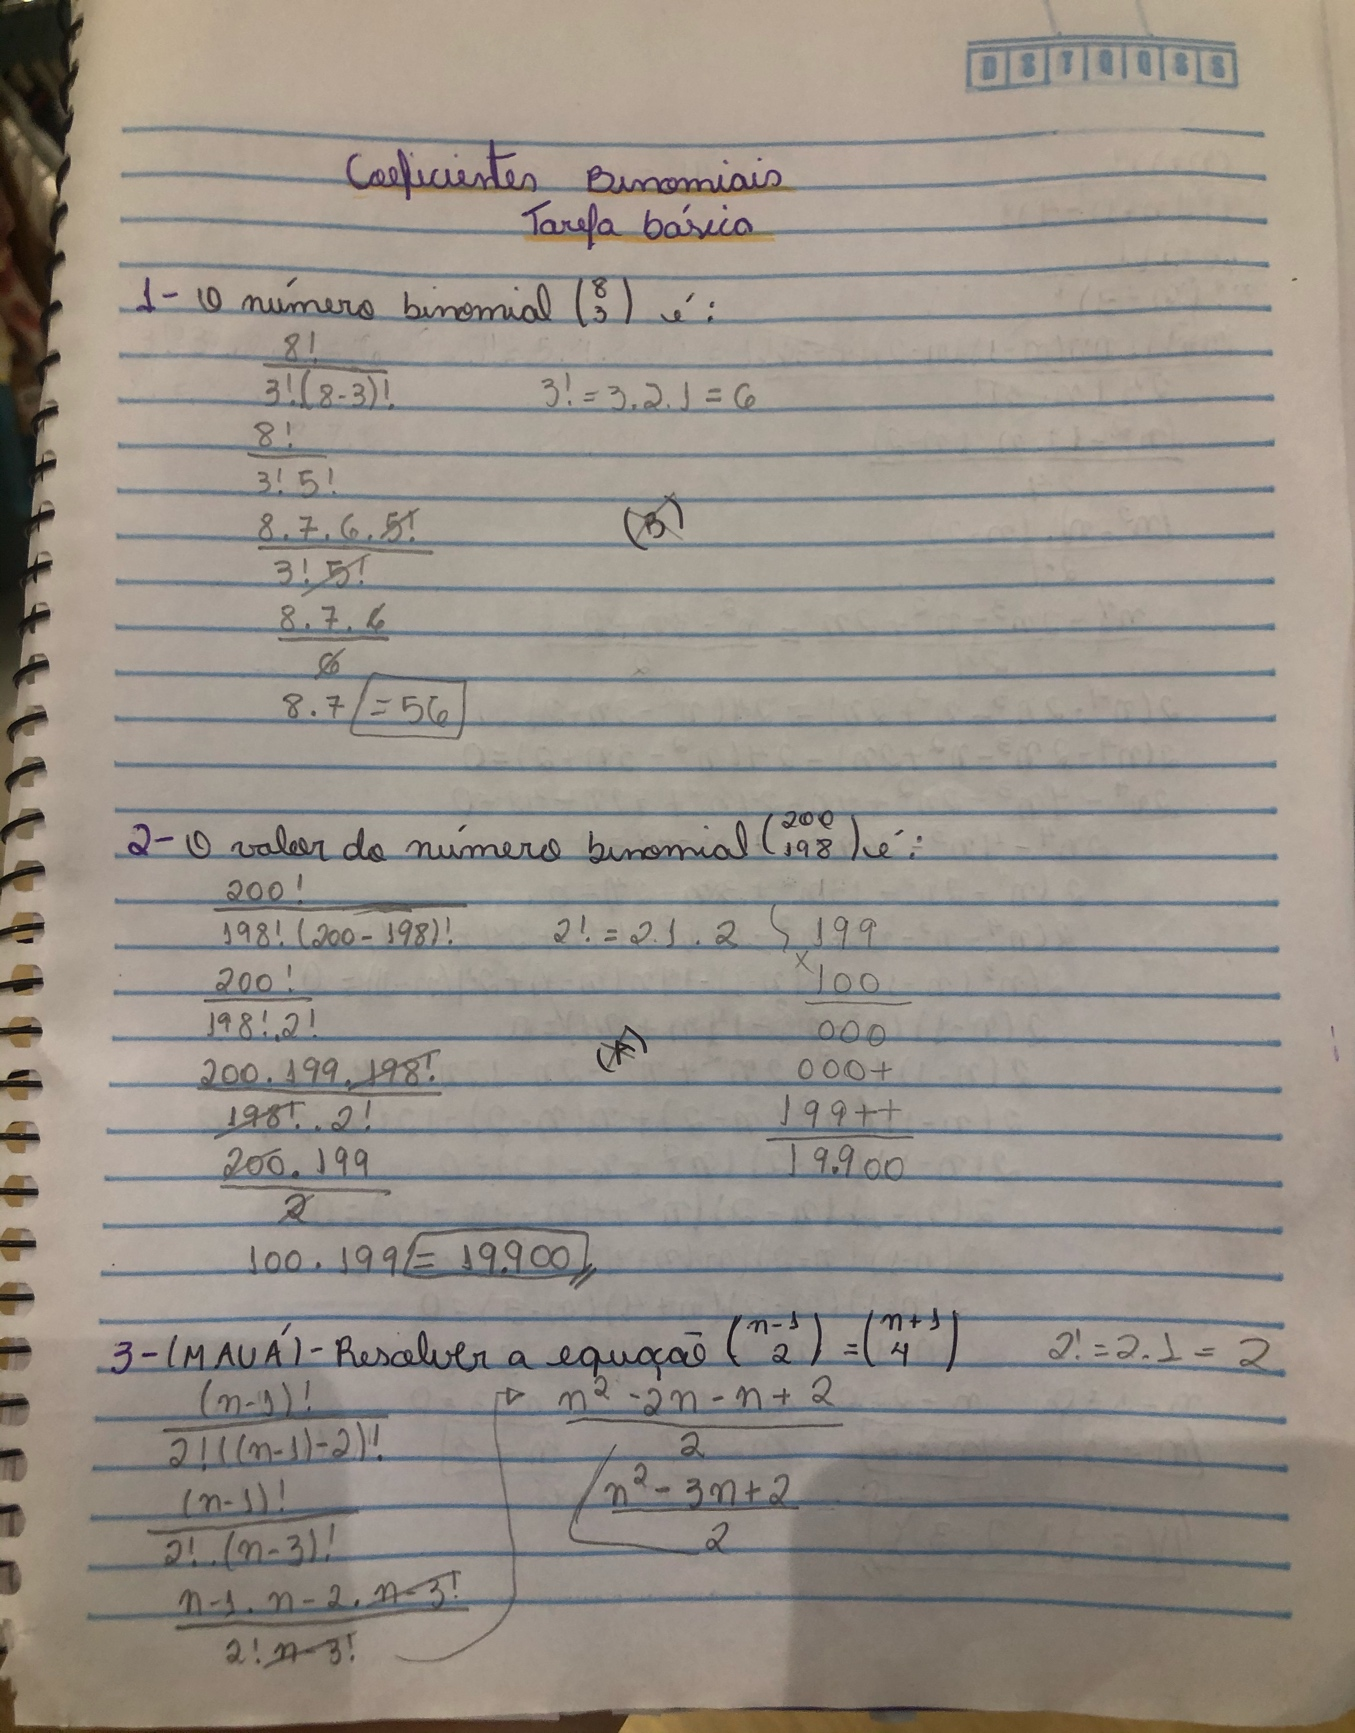 D S T Q Q S S
Coeficientes Binomiais
Tarefa básica
1- O número binomial (8 3) é:
8!
3!(8-3)! 3! = 3.2.1 = 6
8!
3! 5!
8.7.6.5! (B)
3! 5!
8.7.6
6
8.7 = 56
2- O valor do número binomial (200 198) é:
200!
198! (200-198)! 2! = 2.1.2 199
200! x 100
198!.2! 000
200.199.198! (A) 000+
198!.2! 199++
200.199 19.900
2
100.199 = 19.900
3- (MAUÁ) - Resolver a equação (n-1 2) = (n+1 4) 2! = 2.1 = 2
(n-1)! n² -2n - n + 2
2!((n-1)-2)! 2
(n-1)! n² - 3n + 2
2!.(n-3)! 2
n-1.n-2.n-3!
2! n-3!